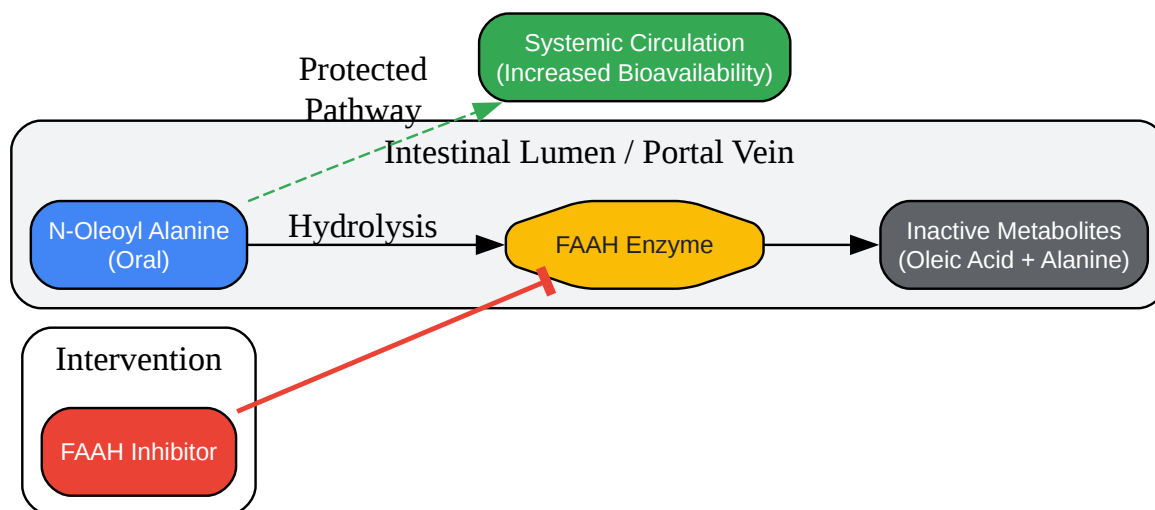 Systemic Circulation
(Increased Bioavailability)
Protected
Pathway
Intestinal Lumen / Portal Vein
N-Oleoyl Alanine
(Oral)
Hydrolysis
FAAH Enzyme
Inactive Metabolites
(Oleic Acid + Alanine)
Intervention
FAAH Inhibitor